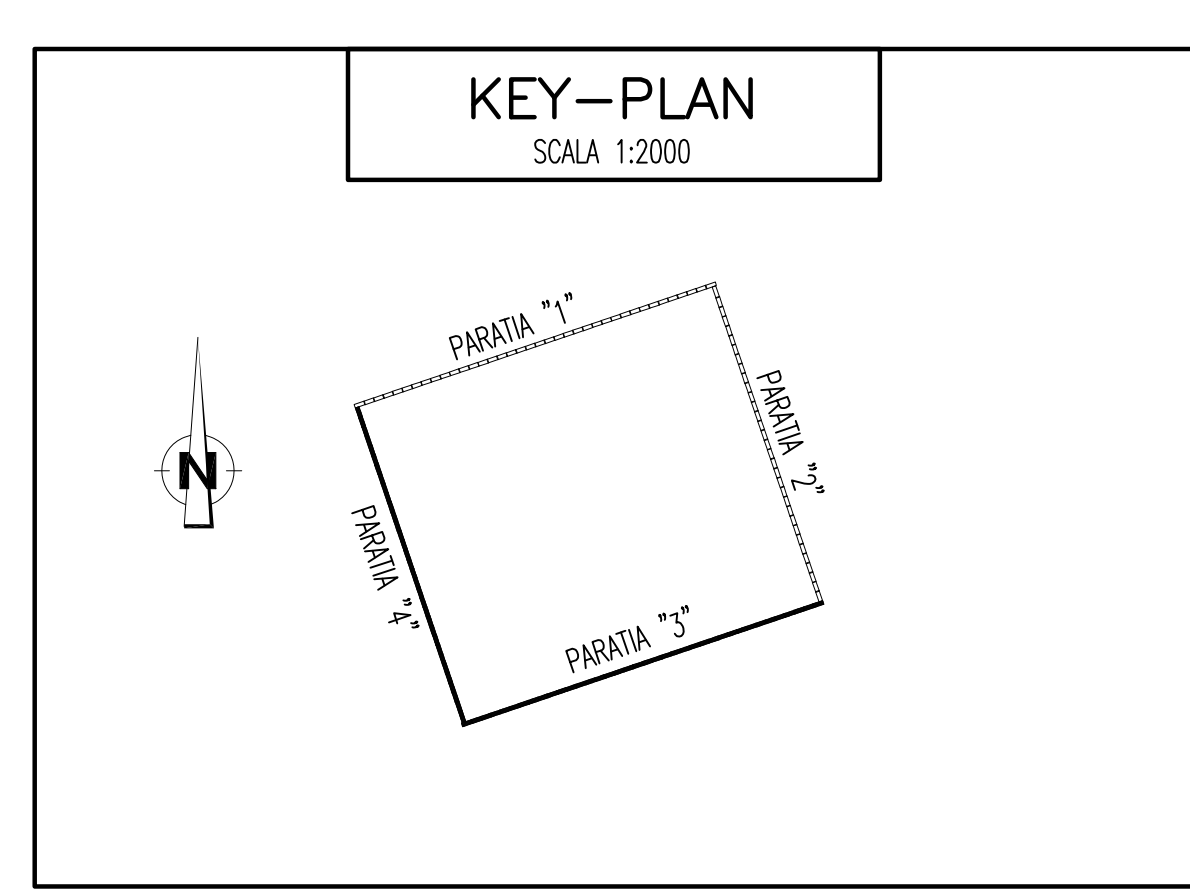 KEY-PLAN
SCALA 1:2000
PARATIA "1"
PARATIA "2"
N
PARATIA "4"
PARATIA "3"